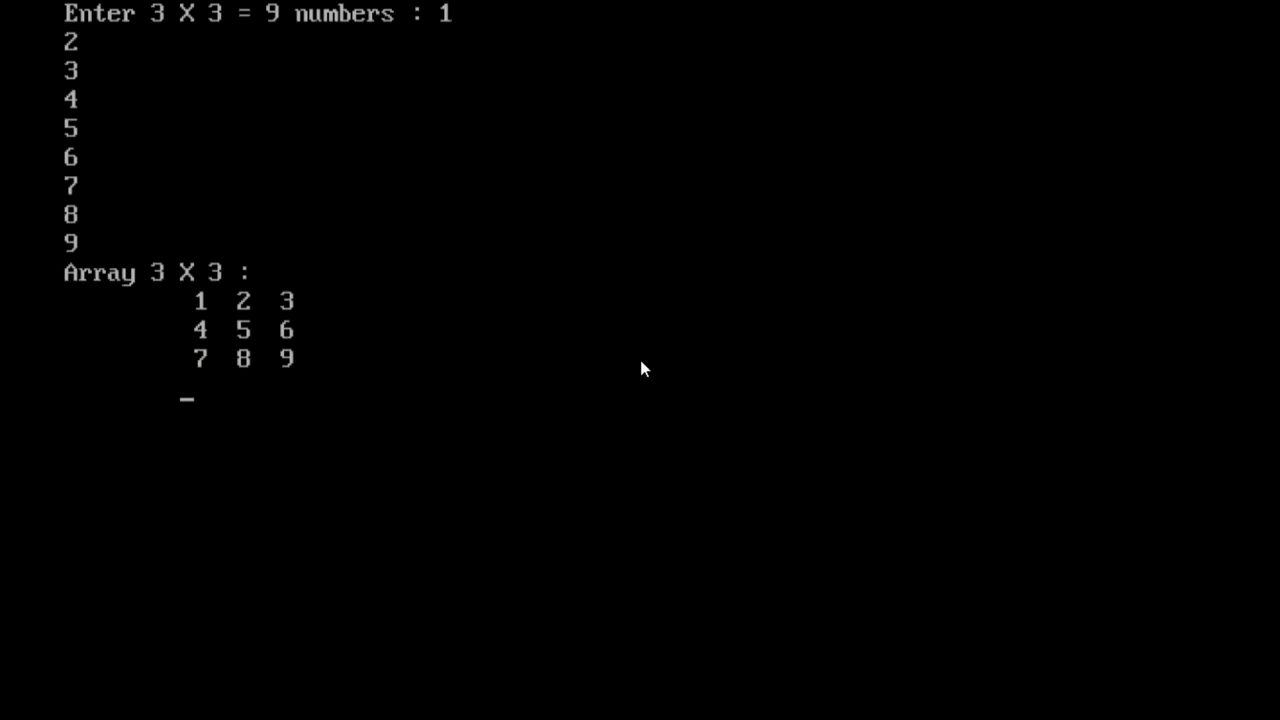 Enter 3 X 3 = 9 numbers : 1
2
3
4
5
6
7
8
9
Array 3 X 3 :
1 2 3
4 5 6
7 8 9